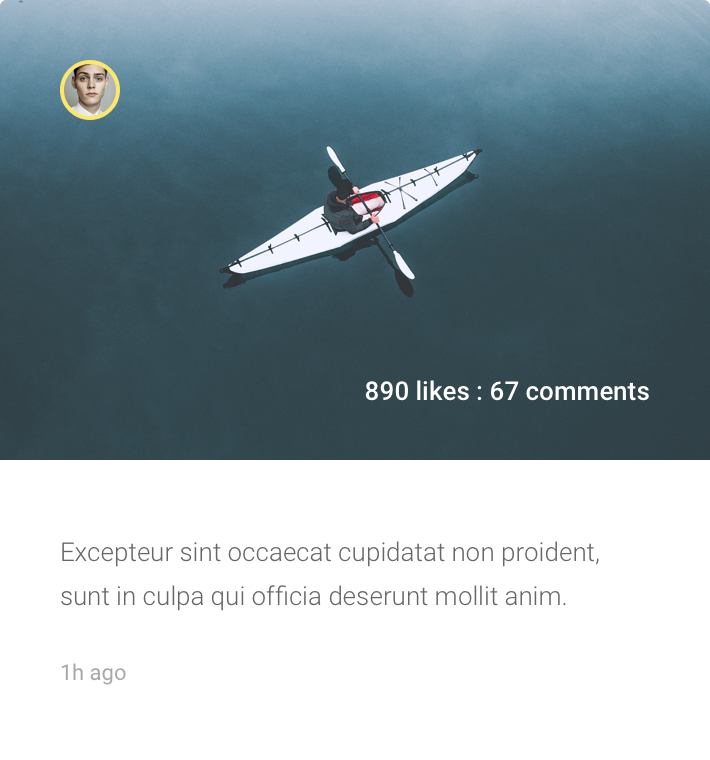 890 likes : 67 comments
Excepteur sint occaecat cupidatat non proident,
sunt in culpa qui officia deserunt mollit anim.
1h ago